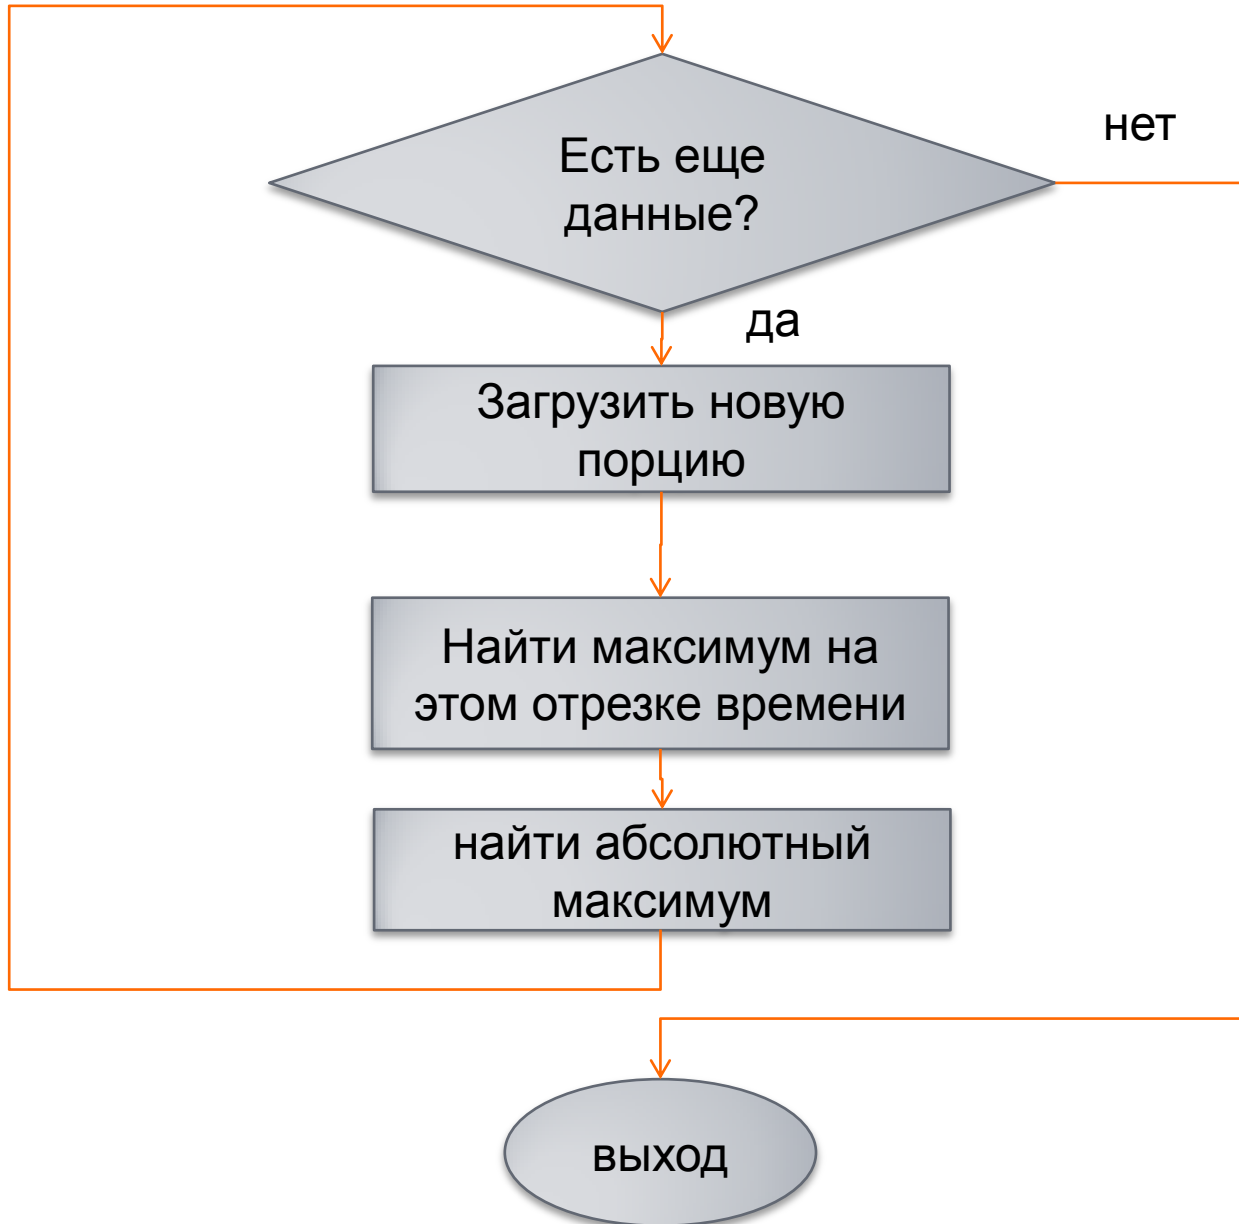 Есть еще
данные?
нет
да
Загрузить новую
порцию
Найти максимум на
этом отрезке времени
найти абсолютный
максимум
выход